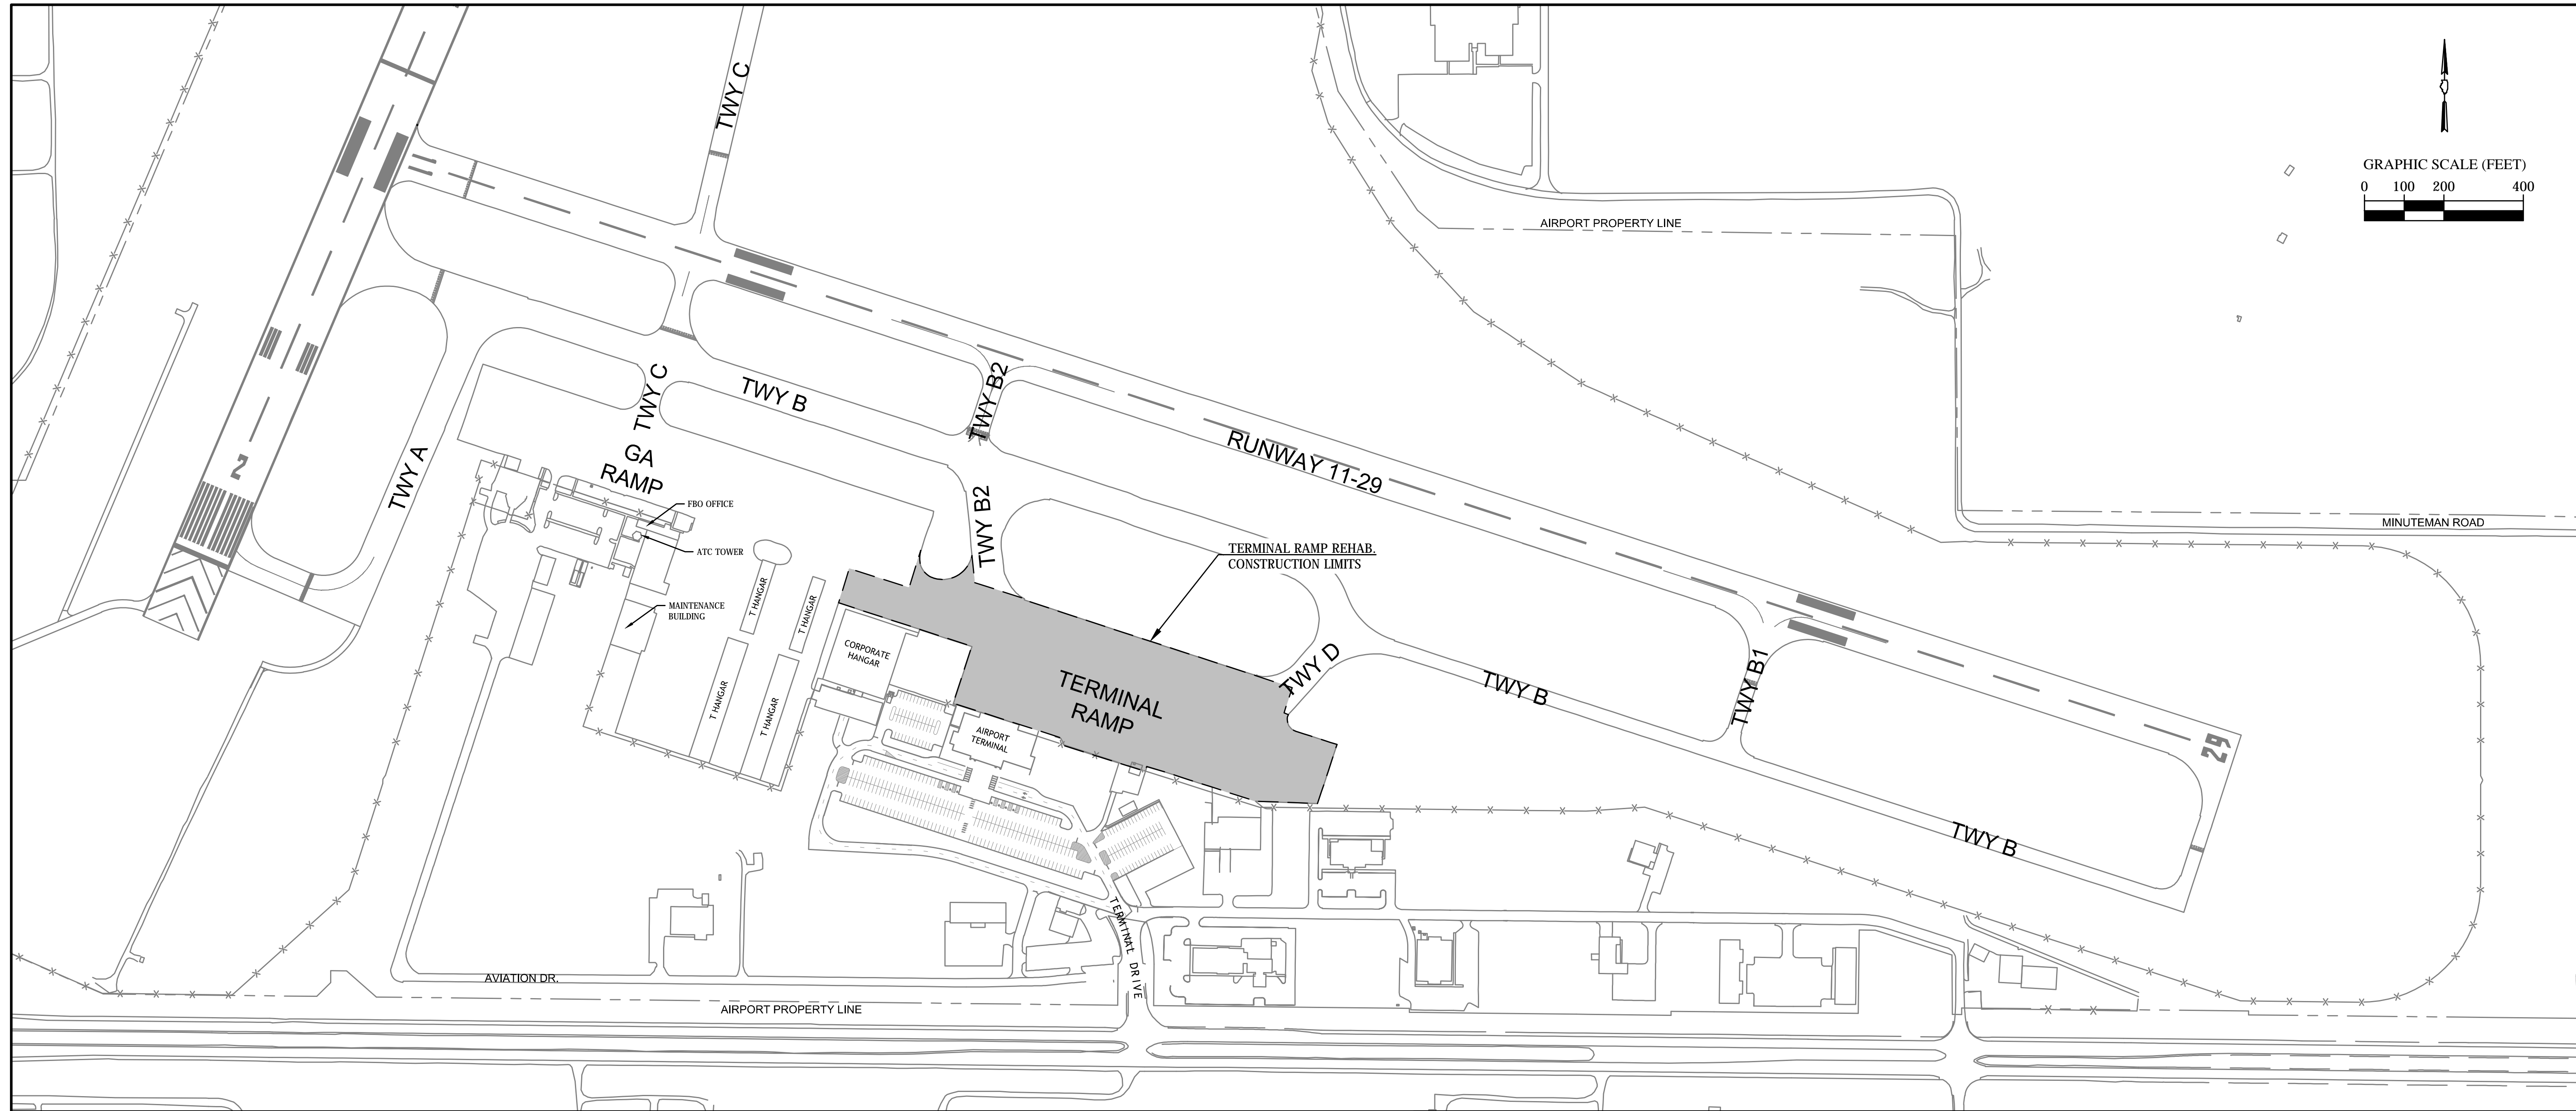 TWY C
GRAPHIC SCALE (FEET)
0 100 200 400
AIRPORT PROPERTY LINE
TWY C
TWY B
TWY B2
2
TWY A
GA
RAMP
RUNWAY 11-29
FBO OFFICE
ATC TOWER
TWY B2
MINUTEMAN ROAD
TERMINAL RAMP REHAB.
CONSTRUCTION LIMITS
MAINTENANCE
BUILDING
T HANGAR
T HANGAR
T HANGAR
T HANGAR
CORPORATE
HANGAR
AIRPORT
TERMINAL
TERMINAL
RAMP
TWY D
TWY B
TWY B1
29
TWY B
TERMINAL DRIVE
AVIATION DR.
AIRPORT PROPERTY LINE